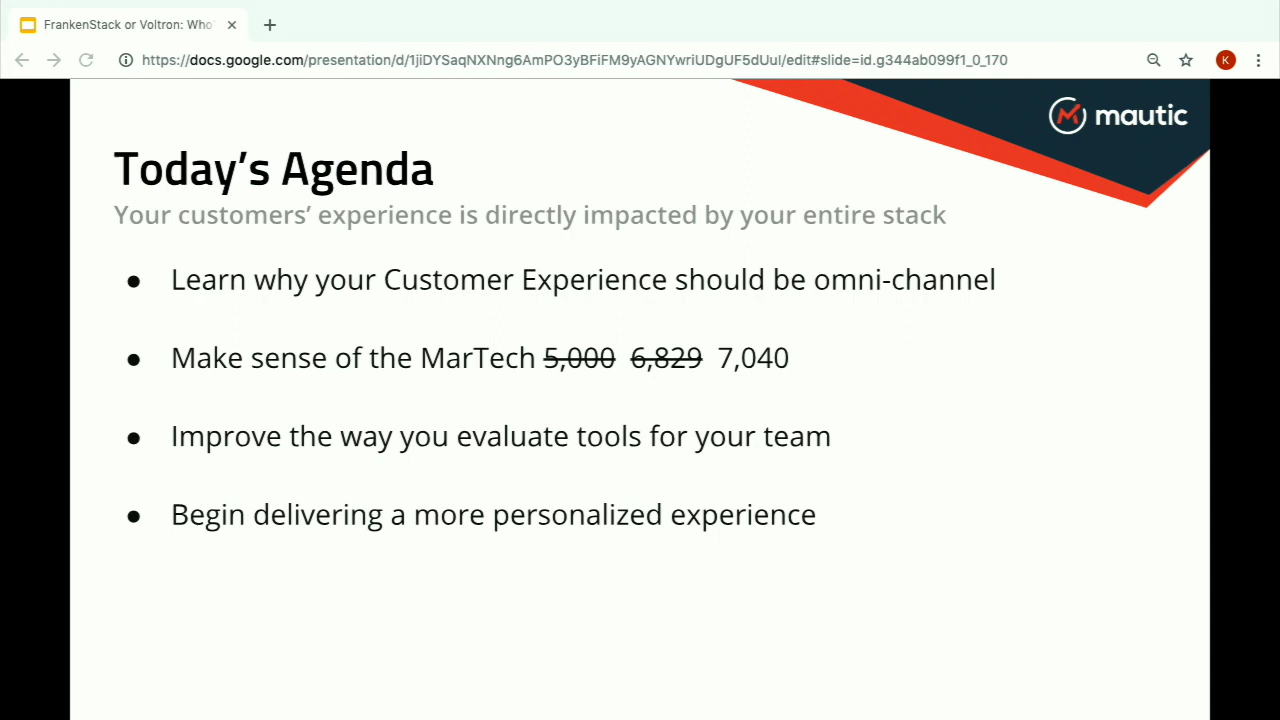 FrankenStack or Voltron: Who
https://docs.google.com/presentation/d/1jiDYSaqNXNng6AmPO3yBFiFM9yAGNYwriUDgUF5dUuI/edit#slide=id.g344ab099f1_0_170
K
mautic
Today's Agenda
Your customers' experience is directly impacted by your entire stack
● Learn why your Customer Experience should be omni-channel
● Make sense of the MarTech 5,000 6,829 7,040
● Improve the way you evaluate tools for your team
● Begin delivering a more personalized experience